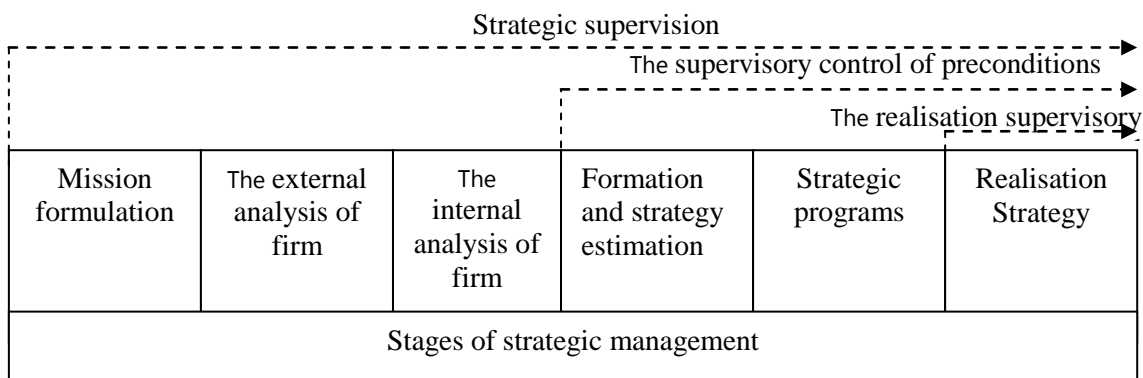 Strategic supervision
The supervisory control of preconditions
The realisation supervisory
Mission
formulation
The external
analysis of
firm
The
internal
analysis of
firm
Formation
and strategy
estimation
Strategic
programs
Realisation
Strategy
Stages of strategic management